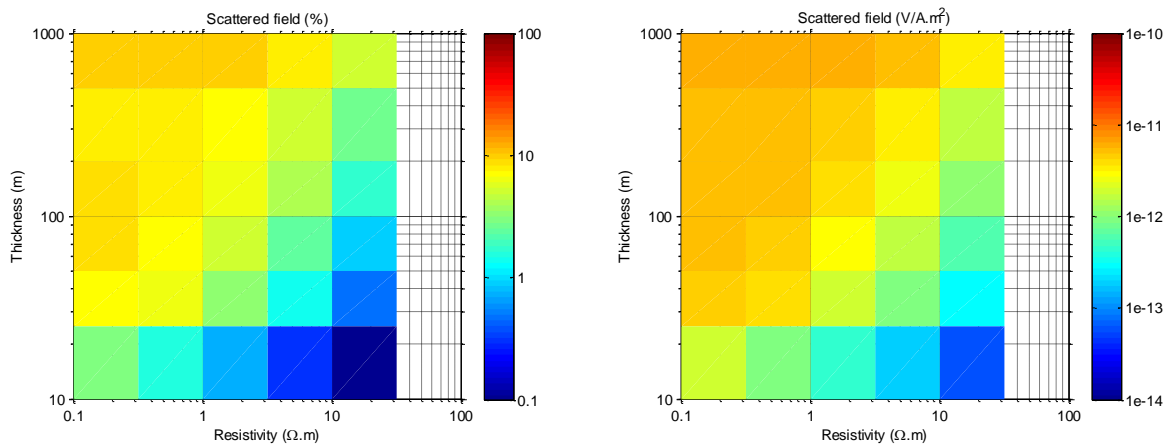 Scattered field (%)
1000
100
10
Thickness (m)
0.1
1
10
100
Resistivity (Ω.m)
100
10
1
0.1
Scattered field (V/A.m²)
1000
100
10
Thickness (m)
0.1
1
10
100
Resistivity (Ω.m)
1e-10
1e-11
1e-12
1e-13
1e-14